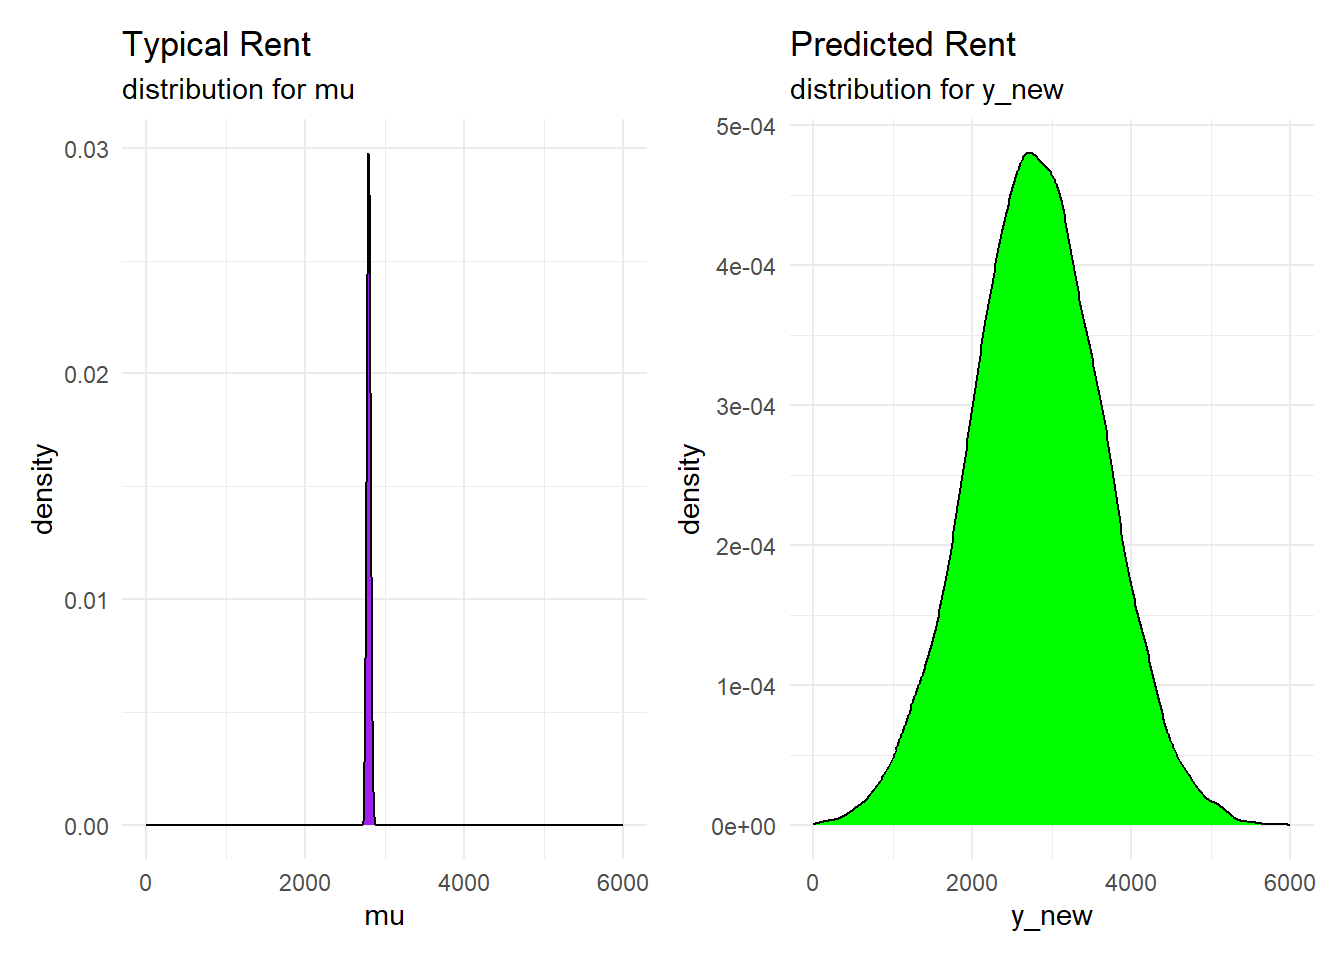 Typical Rent
distribution for mu
0.03
0.02
0.01
0.00
density
0
2000
4000
6000
mu
Predicted Rent
distribution for y_new
5e-04
4e-04
3e-04
2e-04
1e-04
0e+00
density
0
2000
4000
6000
y_new